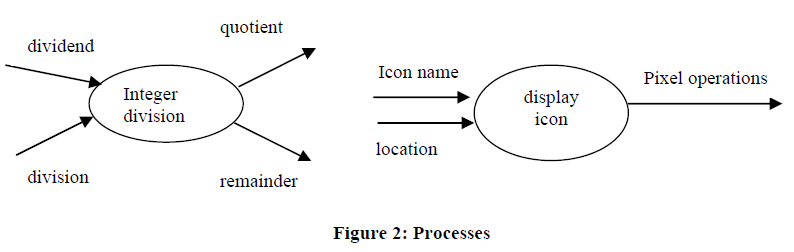 quotient
dividend
Integer
division
division
remainder
Icon name
display
icon
location
Pixel operations
Figure 2: Processes